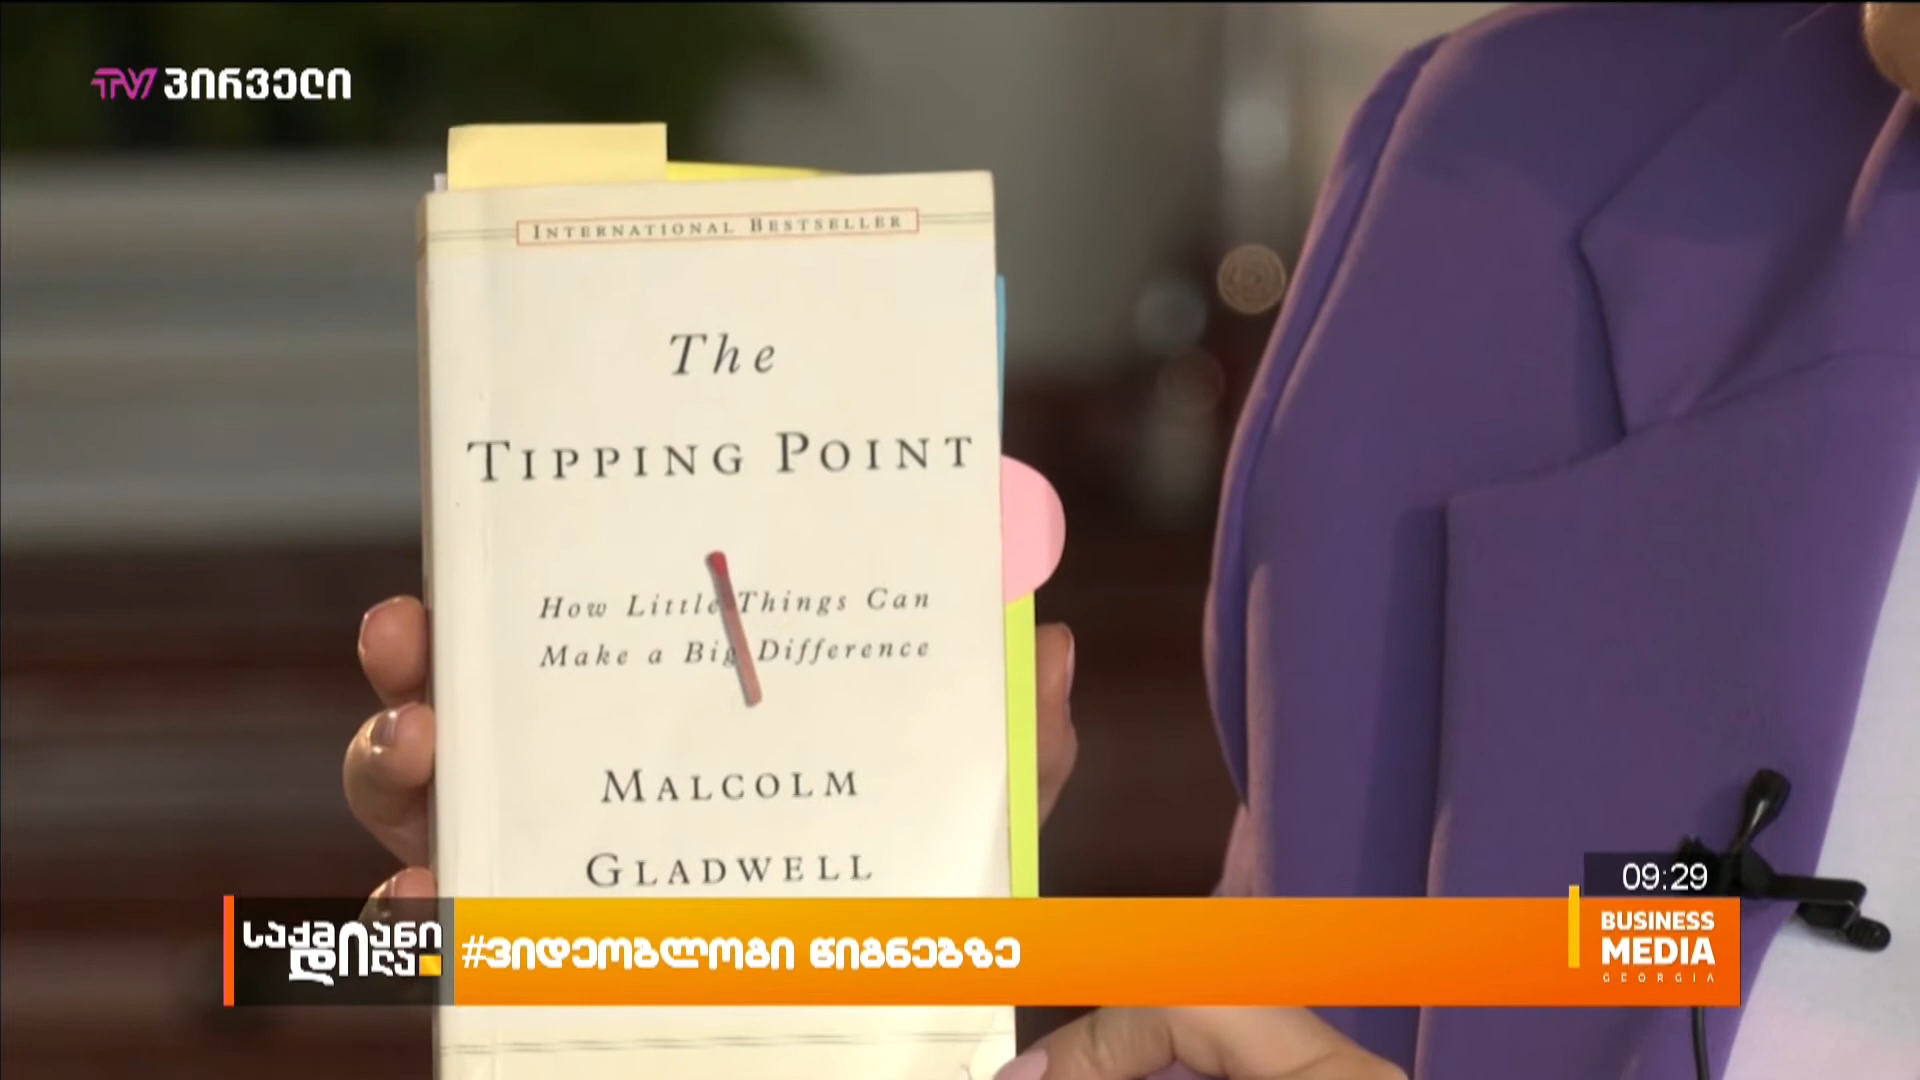 TV ᲞᲘᲠᲕᲔᲚᲘ
INTERNATIONAL BESTSELLER
The
TIPPING POINT
How Little Things Can
Make a Big Difference
MALCOLM
GLADWELL
09:29
ᲡᲐᲥᲛᲘᲐᲜᲘ
ᲓᲘᲚᲐ
#ᲕᲘᲓᲔᲝᲑᲚᲝᲒᲘ ᲬᲘᲒᲜᲔᲑᲖᲔ
BUSINESS
MEDIA
GEORGIA